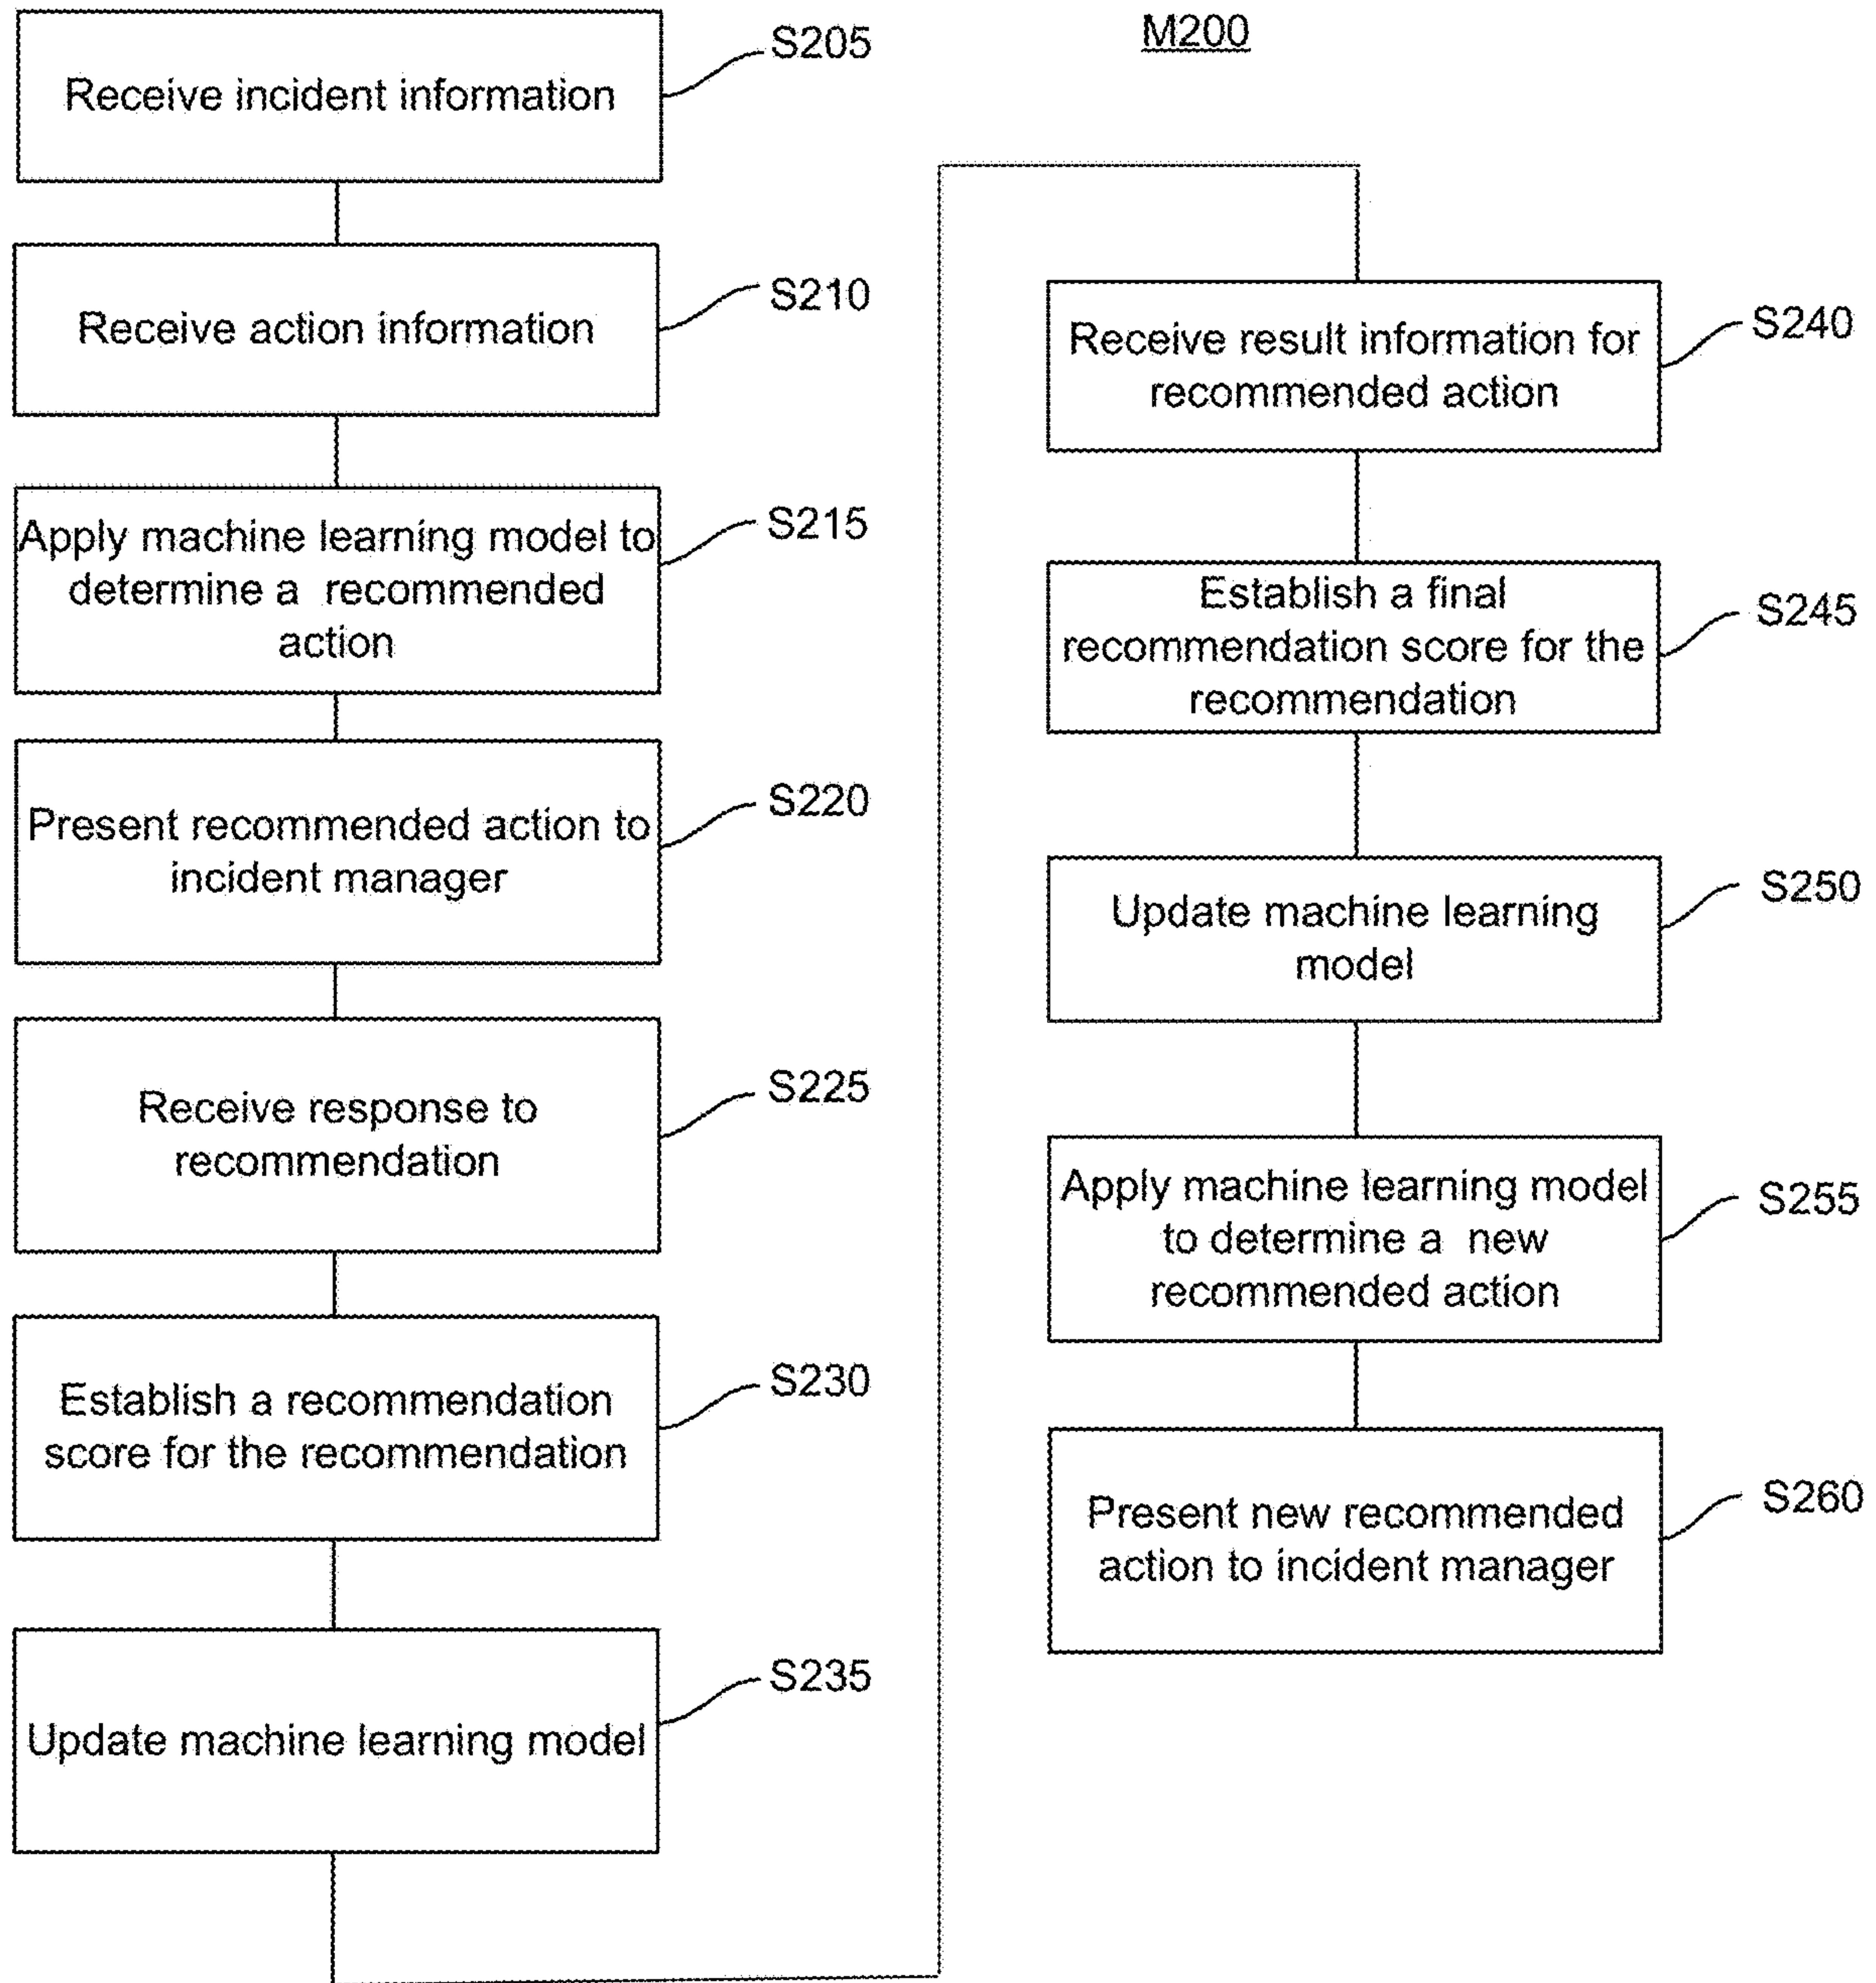 M200
Receive incident information
S205
Receive action information
S210
Apply machine learning model to
determine a recommended
action
S215
Present recommended action to
incident manager
S220
Receive response to
recommendation
S225
Establish a recommendation
score for the recommendation
S230
Update machine learning model
S235
Receive result information for
recommended action
S240
Establish a final
recommendation score for the
recommendation
S245
Update machine learning
model
S250
Apply machine learning model
to determine a new
recommended action
S255
Present new recommended
action to incident manager
S260